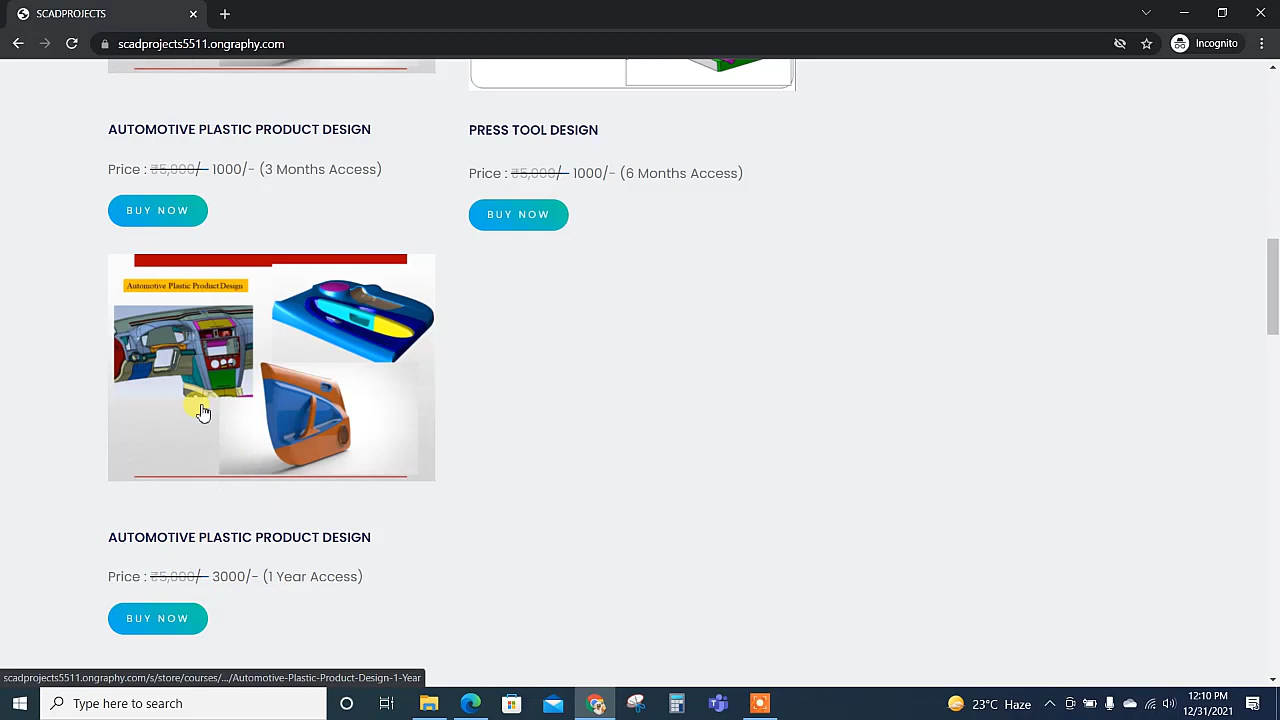 SCADPROJECTS
scadprojects5511.ongraphy.com
Incognito
AUTOMOTIVE PLASTIC PRODUCT DESIGN
Price : ₹5,000/- 1000/- (3 Months Access)
BUY NOW
PRESS TOOL DESIGN
Price : ₹5,000/- 1000/- (6 Months Access)
BUY NOW
Automotive Plastic Product Design
AUTOMOTIVE PLASTIC PRODUCT DESIGN
Price : ₹5,000/- 3000/- (1 Year Access)
BUY NOW
scadprojects5511.ongraphy.com/s/store/courses/.../Automotive-Plastic-Product-Design-1-Year
Type here to search
23°C Haze
12:10 PM
12/31/2021